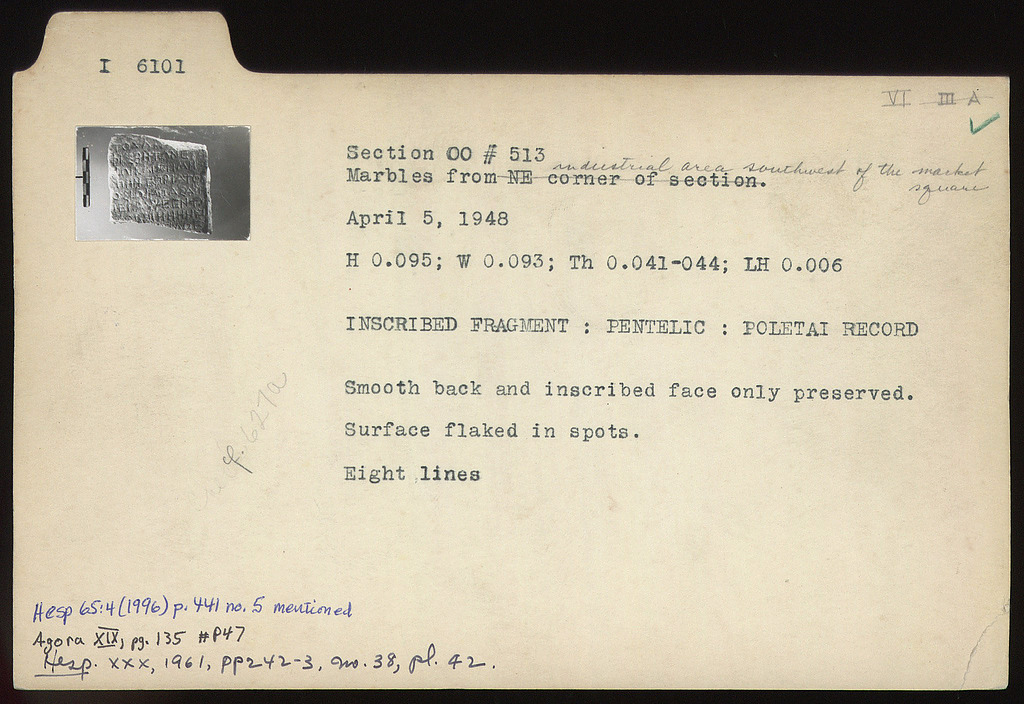 I 6101
VI III A
Section OO # 513
industrial area southwest of the market square
Marbles from NE corner of section.
April 5, 1948
H 0.095; W 0.093; Th 0.041-044; LH 0.006
INSCRIBED FRAGMENT : PENTELIC : POLETAI RECORD
Smooth back and inscribed face only preserved.
Surface flaked in spots.
Eight lines
cf. 627a
Hesp 65:4 (1996) p. 441 no. 5 mentioned
Agora XIX, pg. 135 #P47
Hesp. XXX, 1961, pp 242-3, no. 38, pl. 42.